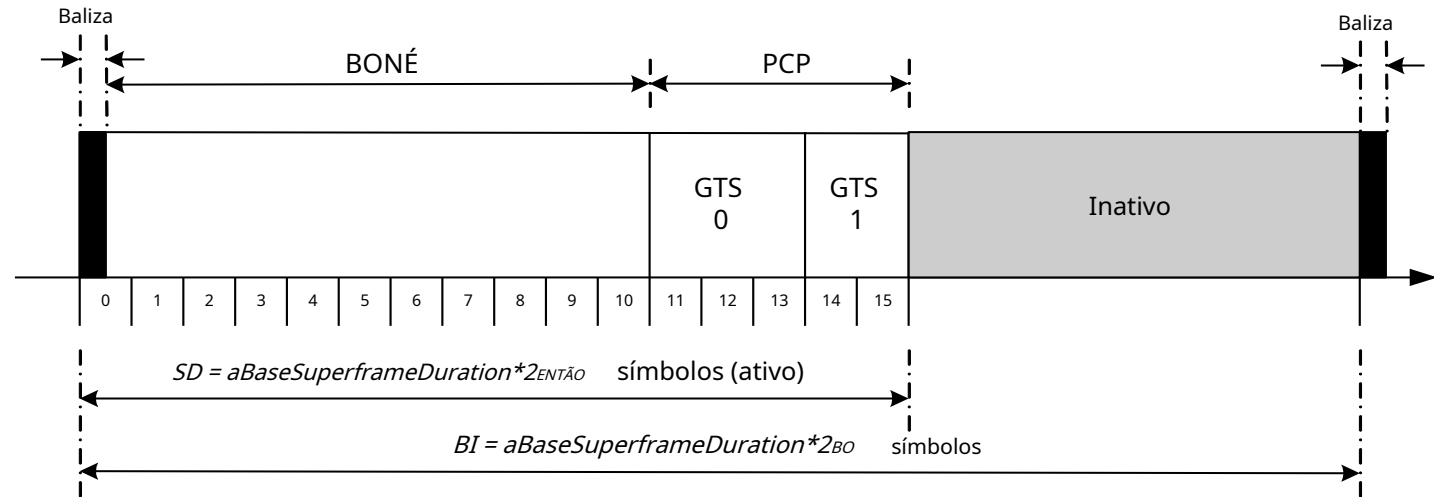 Baliza
Baliza
BONÉ
PCP
GTS
0
GTS
1
Inativo
0 1 2 3 4 5 6 7 8 9 10 11 12 13 14 15
SD = aBaseSuperframeDuration*2ENTÃO símbolos (ativo)
BI = aBaseSuperframeDuration*2BO símbolos